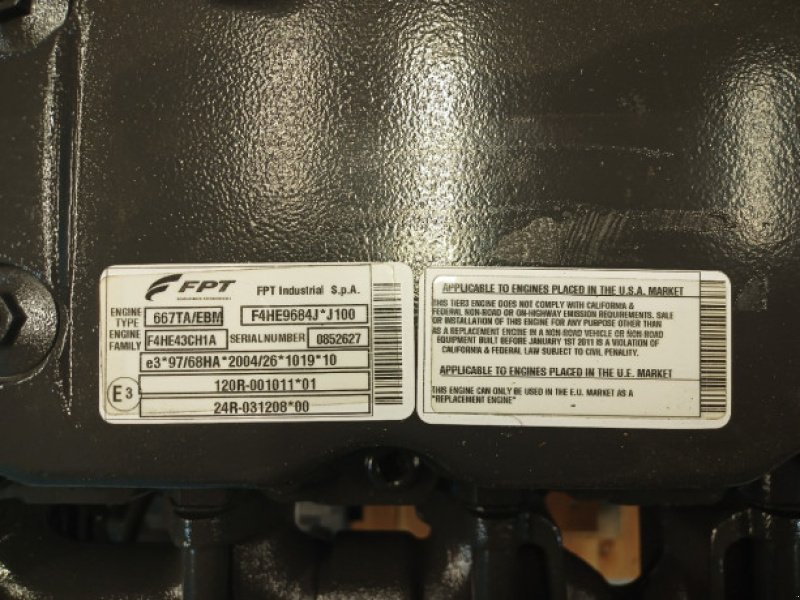 FPT FPT Industrial S.p.A.
ENGINE TYPE 667TA/EBM F4HE9684J*J100
ENGINE FAMILY F4HE43CH1A SERIALNUMBER 0852627
e3*97/68HA*2004/26*1019*10
E3 120R-001011*01
24R-031208*00
APPLICABLE TO ENGINES PLACED IN THE U.S.A. MARKET
THIS TIER3 ENGINE DOES NOT COMPLY WITH CALIFORNIA &
FEDERAL NON-ROAD OR ON-HIGHWAY EMISSION REQUIREMENTS. SALE
OR INSTALLATION OF THIS ENGINE FOR ANY PURPOSE OTHER THAN
AS A REPLACEMENT ENGINE IN A NON-ROAD VEHICLE OR NON-ROAD
EQUIPMENT BUILT BEFORE JANUARY 1ST 2011 IS A VIOLATION OF
CALIFORNIA & FEDERAL LAW SUBJECT TO CIVIL PENALITY.
APPLICABLE TO ENGINES PLACED IN THE U.E. MARKET
THIS ENGINE CAN ONLY BE USED IN THE E.U. MARKET AS A
"REPLACEMENT ENGINE"